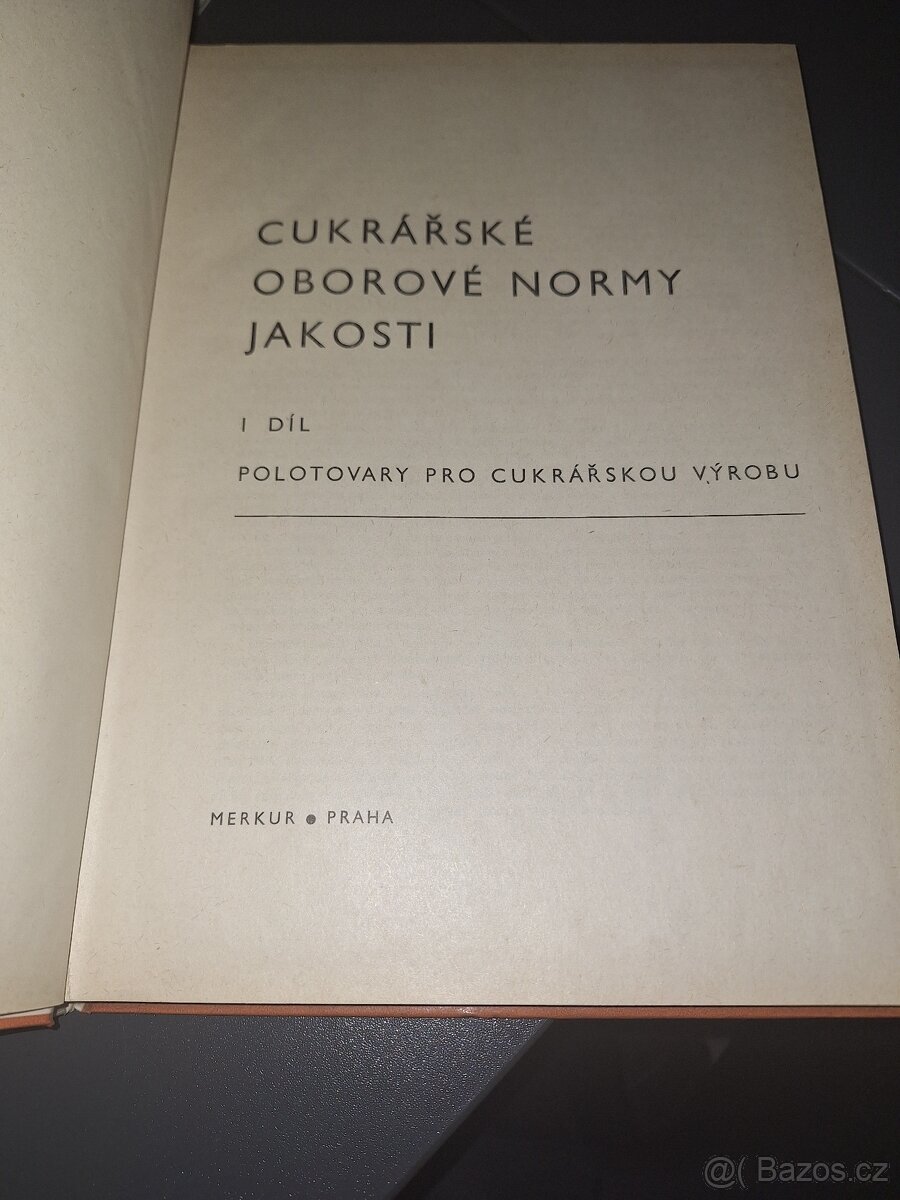 CUKRÁŘSKÉ
OBOROVÉ NORMY
JAKOSTI
I DÍL
POLOTOVARY PRO CUKRÁŘSKOU VÝROBU
MERKUR ● PRAHA
@( Bazos.cz